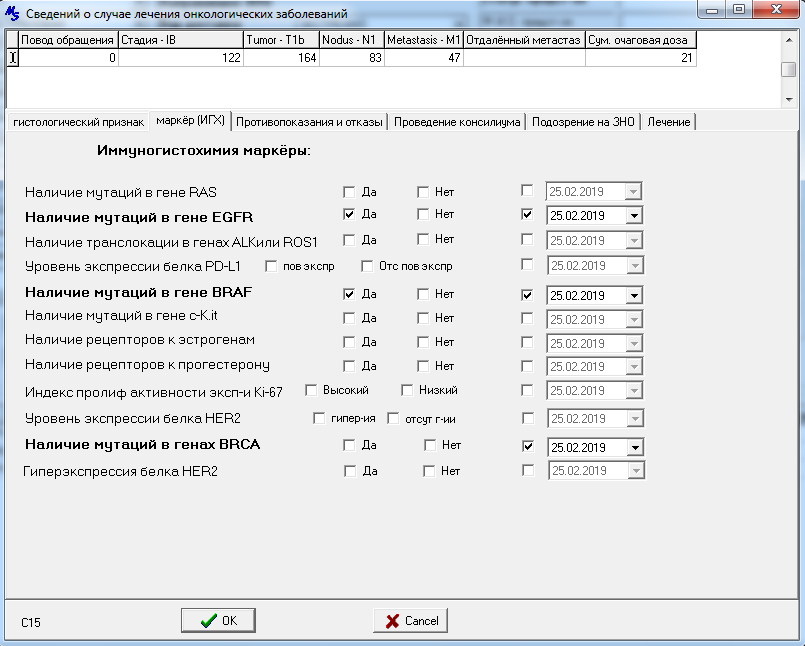 Сведений о случае лечения онкологических заболеваний
Повод обращения Стадия - IB Tumor - T1b Nodus - N1 Metastasis - M1 Отдалённый метастаз Сум. очаговая доза
0 122 164 83 47 21
гистологический признак маркёр (ИГХ) Противопоказания и отказы Проведение консилиума Подозрение на ЗНО Лечение
Иммуногистохимия маркёры:
Наличие мутаций в гене RAS Да Нет 25.02.2019
Наличие мутаций в гене EGFR Да Нет 25.02.2019
Наличие транслокации в генах ALKили ROS1 Да Нет 25.02.2019
Уровень экспрессии белка PD-L1 пов экспр Отс пов экспр 25.02.2019
Наличие мутаций в гене BRAF Да Нет 25.02.2019
Наличие мутаций в гене c-K.it Да Нет 25.02.2019
Наличие рецепторов к эстрогенам Да Нет 25.02.2019
Наличие рецепторов к прогестерону Да Нет 25.02.2019
Индекс пролиф активности эксп-и Ki-67 Высокий Низкий 25.02.2019
Уровень экспрессии белка HER2 гипер-ия отсут г-ии 25.02.2019
Наличие мутаций в генах BRCA Да Нет 25.02.2019
Гиперэкспрессия белка HER2 Да Нет 25.02.2019
C15 OK Cancel